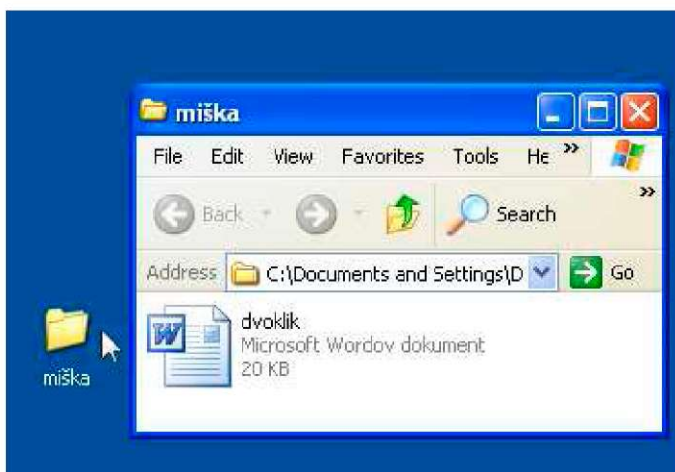 miška
File Edit View Favorites Tools He »
Back Search »
Address C:\Documents and Settings\D Go
dvoklik
Microsoft Wordov dokument
20 KB
miška